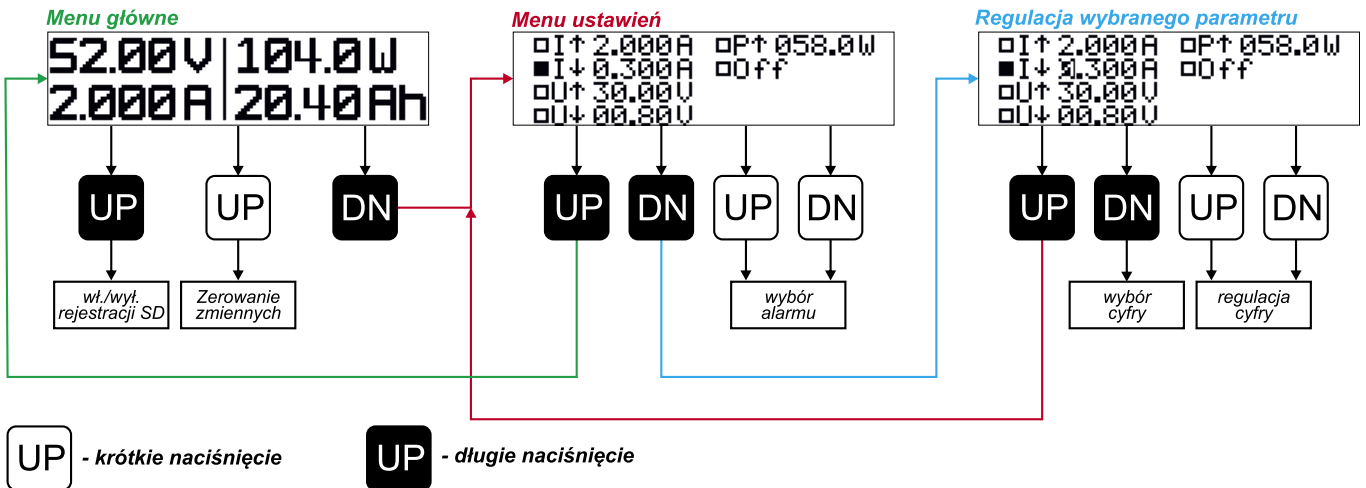 Menu główne
52.00V 104.0W
2.000A 20.40Ah
UP UP DN
wł./wył.
rejestracji SD
Zerowanie
zmiennych
Menu ustawień
I↑ 2.000A P↑ 058.0W
I↓ 0.300A Off
U↑ 30.00V
U↓ 00.80V
UP DN UP DN
wybór
alarmu
Regulacja wybranego parametru
I↑ 2.000A P↑ 058.0W
I↓ .300A Off
U↑ 30.00V
U↓ 00.80V
UP DN UP DN
wybór
cyfry
regulacja
cyfry
UP - krótkie naciśnięcie
UP - długie naciśnięcie